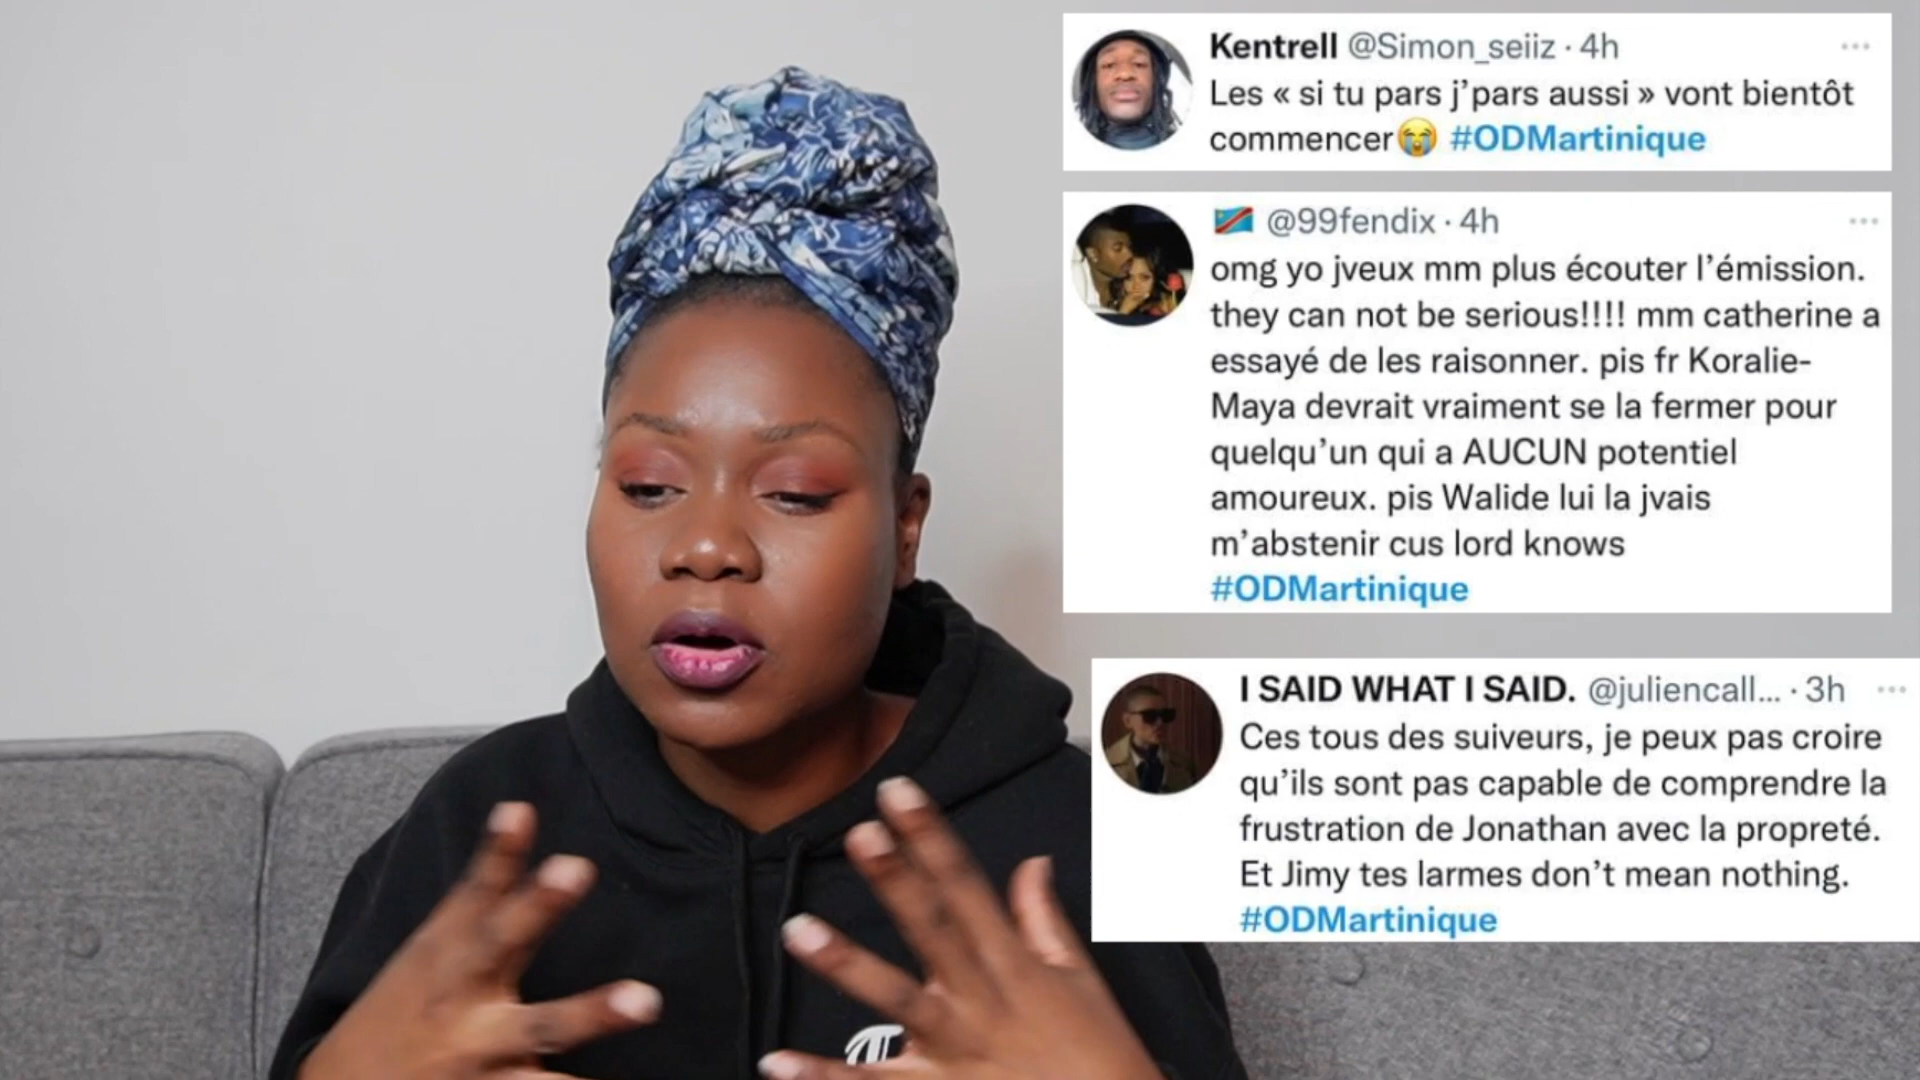 Kentrell @Simon_seiiz · 4h
Les « si tu pars j’pars aussi » vont bientôt
commencer😭 #ODMartinique
🇨🇩 @99fendix · 4h
omg yo jveux mm plus écouter l’émission.
they can not be serious!!!! mm catherine a
essayé de les raisonner. pis fr Koralie-
Maya devrait vraiment se la fermer pour
quelqu’un qui a AUCUN potentiel
amoureux. pis Walide lui la jvais
m’abstenir cus lord knows
#ODMartinique
I SAID WHAT I SAID. @juliencall... · 3h
Ces tous des suiveurs, je peux pas croire
qu’ils sont pas capable de comprendre la
frustration de Jonathan avec la propreté.
Et Jimy tes larmes don’t mean nothing.
#ODMartinique